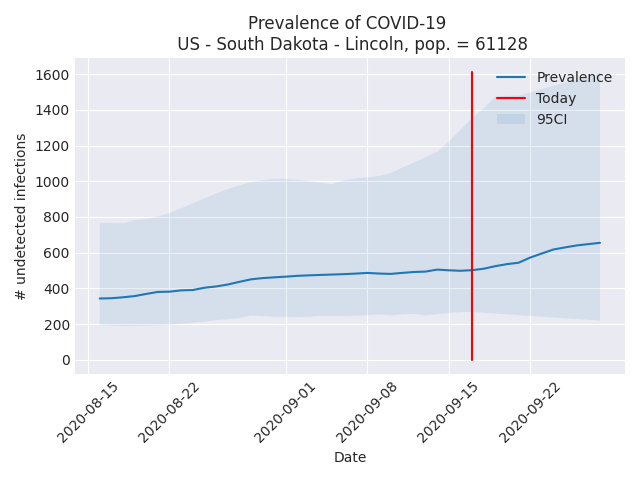 Prevalence of COVID-19
US - South Dakota - Lincoln, pop. = 61128
# undetected infections
1600
1400
1200
1000
800
600
400
200
0
Prevalence
Today
95CI
2020-08-15
2020-08-22
2020-09-01
2020-09-08
2020-09-15
2020-09-22
Date